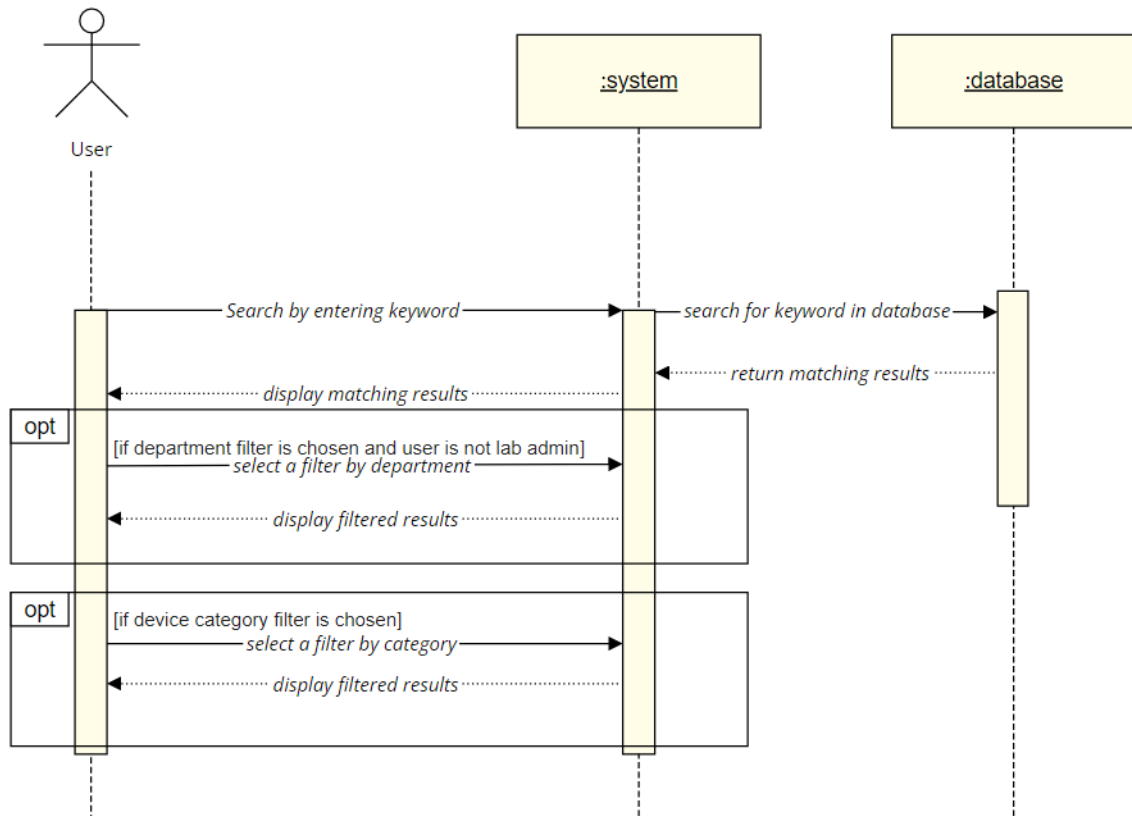 User
:system
:database
Search by entering keyword
search for keyword in database
return matching results
display matching results
opt
[if department filter is chosen and user is not lab admin]
select a filter by department
display filtered results
opt
[if device category filter is chosen]
select a filter by category
display filtered results